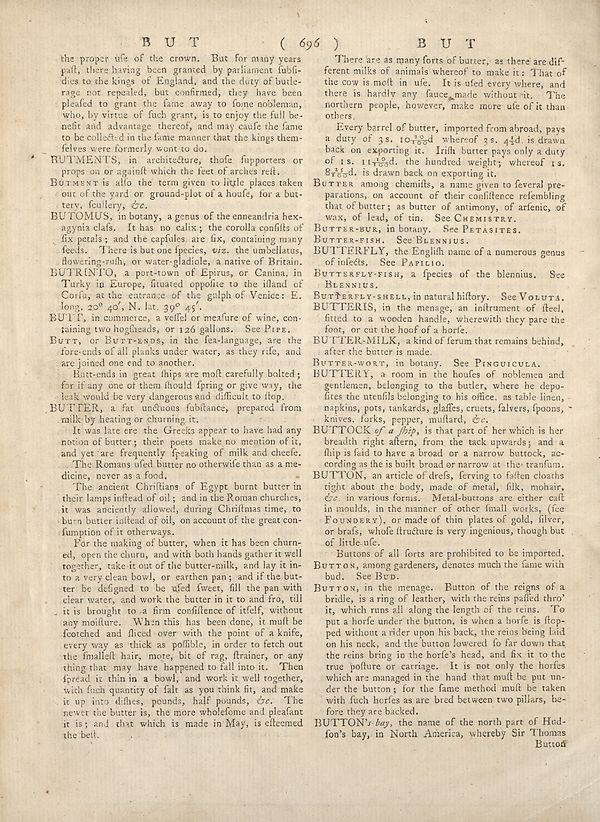 B U T ( 696 ) B U T
the proper uſe of the crown. But for many years
paſt, there having been granted by parliament ſubſi-
dies to the kings of England, and the duty of butle-
rage not repealed, but confirmed, they have been
pleaſed to grant the ſame away to ſome nobleman,
who, by virtue of ſuch grant, is to enjoy the full be-
nefit and advantage thereof, and may cauſe the ſame
to be collected in the ſame manner that the kings them-
ſelves were formerly wont to do.
BUTMENTS, in architecture, thoſe ſupporters or
props on or againſt which the feet of arches reſt.
BUTMENT is alſo the term given to little places taken
out of the yard or ground-plot of a houſe, for a but-
tery, ſcullery, &c.
BUTOMUS, in botany, a genus of the enneandria hex-
agynia claſs. It has no calix; the corolla conſiſts of
ſix petals; and the capſules are ſix, containing many
ſeeds. There is but one ſpecies, viz. the umbellatus,
flowering-ruſh, or water-gladiole, a native of Britain.
BUTRINTO, a port-town of Epirus, or Canina, in
Turky in Europe, ſituated oppoſite to the iſland of
Corfu, at the entrance of the gulph of Venice: E.
long. 20° 40′, N. lat. 39° 45′.
BUTT, in commerce, a veſſel or meaſure of wine, con-
taining two hogſheads, or 126 gallons. See PIPE.
BUTT, or BUTT-ENDS, in the ſea-language, are the
fore-ends of all planks under water, as they riſe, and
are joined one end to another.
Butt-ends in great ſhips are moſt carefully bolted;
for if any one of them ſhould ſpring or give way, the
leak would be very dangerous and difficult to ſtop.
BUTTER, a fat unctuous ſubſtance, prepared from
milk by heating or churning it.
It was late ere the Greeks appear to have had any
notion of butter; their poets make no mention of it,
and yet are frequently ſpeaking of milk and cheeſe.
The Romans uſed butter no otherwiſe than as a me-
dicine, never as a food.
The ancient Chriſtians of Egypt burnt butter in
their lamps inſtead of oil; and in the Roman churches,
it was anciently allowed, during Chriſtmas time, to
burn butter inſtead of oil, on account of the great con-
ſumption of it otherways.
For the making of butter, when it has been churn-
ed, open the churn, and with both hands gather it well
together, take it out of the butter-milk, and lay it in-
to a very clean bowl, or earthen pan; and if the but-
ter be deſigned to be uſed ſweet, fill the pan with
clear water, and work the butter in it to and fro, till
it is brought to a firm conſiſtence of itſelf, without
any moiſture. When this has been done, it muſt be
ſcotched and ſliced over with the point of a knife,
every way as thick as poſſible, in order to fetch out
the ſmalleſt hair, mote, bit of rag, ſtrainer, or any
thing that may have happened to fall into it. Then
ſpread it thin in a bowl, and work it well together,
with ſuch quantity of ſalt as you think fit, and make
it up into diſhes, pounds, half pounds, &c. The
newer the butter is, the more wholeſome and pleaſant
it is; and that which is made in May, is eſteemed
the beſt.
There are as many ſorts of butter, as there are dif-
ferent milks of animals whereof to make it: That of
the cow is moſt in uſe. It is uſed every where, and
there is hardly any ſauce made without it. The
northern people, however, make more uſe of it than
others.
Every barrel of butter, imported from abroad, pays
a duty of 3s. whereof 3s. 4½d is drawn
back on exporting it. Iriſh butter pays only a duty
of 1s. the hundred weight; whereof 1s.
is drawn back on exporting it.
BUTTER among chemiſts, a name given to ſeveral pre-
parations, on account of their conſiſtence reſembling
that of butter; as butter of antimony, of arſenic, of
wax, of lead, of tin. See CHEMISTRY.
BUTTER-BUR, in botany. See PETASITES.
BUTTER-FISH. See BLENNIUS.
BUTTERFLY, the Engliſh name of a numerous genus
of inſects. See PAPILIO.
BUTTERFLY-FISH, a ſpecies of the blennius. See
BLENNIUS.
BUTTERFLY-SHELL, in natural hiſtory. See VOLUTA.
BUTTERIS, in the menage, an inſtrument of ſteel,
fitted to a wooden handle, wherewith they pare the
foot, or cut the hoof of a horſe.
BUTTER-MILK, a kind of ſerum that remains behind,
after the butter is made.
BUTTER-WORT, in botany. See PINGUICULA.
BUTTERY, a room in the houſes of noblemen and
gentlemen, belonging to the butler, where he depo-
ſites the utenſils belonging to his office, as table linen,
napkins, pots, tankards, glaſſes, cruets, ſalvers, ſpoons,
knives, forks, pepper, muſtard, &c.
BUTTOCK of a ſhip, is that part of her which is her
breadth right aſtern, from the tack upwards; and a
ſhip is ſaid to have a broad or a narrow buttock, ac-
cording as ſhe is built broad or narrow at the tranſum.
BUTTON, an article of dreſs, ſerving to faſten cloaths
tight about the body, made of metal, ſilk, mohair,
&c. in various forms. Metal-buttons are either caſt
in moulds, in the manner of other ſmall works, (ſee
FOUNDERY), or made of thin plates of gold, ſilver,
or braſs, whoſe ſtructure is very ingenious, though but
of little uſe.
Buttons of all ſorts are prohibited to be imported.
BUTTON, among gardeners, denotes much the ſame with
bud. See BUD.
BUTTON, in the menage. Button of the reigns of a
bridle, is a ring of leather, with the reins paſſed thro'
it, which runs all along the length of the reins. To
put a horſe under the button, is when a horſe is ſtop-
ped without a rider upon his back, the reins being laid
on his neck, and the button lowered ſo far down that
the reins bring in the horſe's head, and fix it to the
true poſture or carriage. It is not only the horſes
which are managed in the hand that muſt be put un-
der the button; for the ſame method muſt be taken
with ſuch horſes as are bred between two pillars, be-
fore they are backed.
BUTTON's-bay, the name of the north part of Hud-
ſon's bay, in North America, whereby Sir Thomas
Button